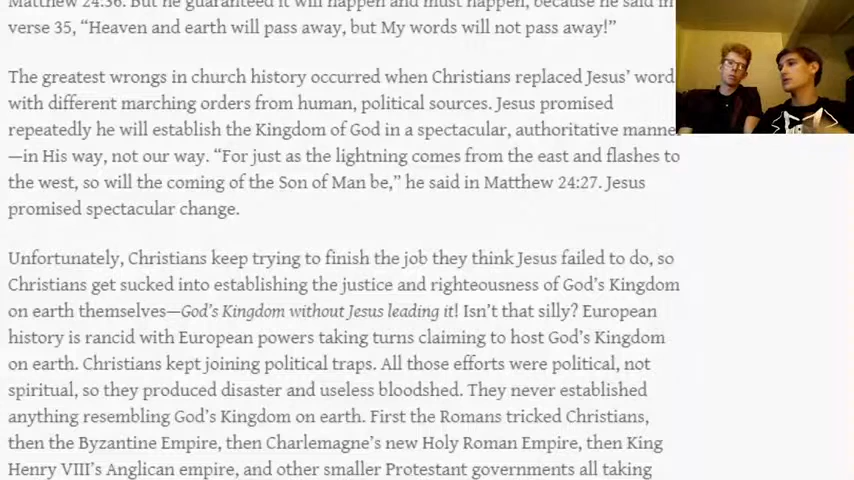 Matthew 24:36. But he guaranteed it will happen and must happen, because he said in
verse 35, “Heaven and earth will pass away, but My words will not pass away!”
The greatest wrongs in church history occurred when Christians replaced Jesus’ word
with different marching orders from human, political sources. Jesus promised
repeatedly he will establish the Kingdom of God in a spectacular, authoritative manner
—in His way, not our way. “For just as the lightning comes from the east and flashes to
the west, so will the coming of the Son of Man be,” he said in Matthew 24:27. Jesus
promised spectacular change.
Unfortunately, Christians keep trying to finish the job they think Jesus failed to do, so
Christians get sucked into establishing the justice and righteousness of God’s Kingdom
on earth themselves—God’s Kingdom without Jesus leading it! Isn’t that silly? European
history is rancid with European powers taking turns claiming to host God’s Kingdom
on earth. Christians kept joining political traps. All those efforts were political, not
spiritual, so they produced disaster and useless bloodshed. They never established
anything resembling God’s Kingdom on earth. First the Romans tricked Christians,
then the Byzantine Empire, then Charlemagne’s new Holy Roman Empire, then King
Henry VIII’s Anglican empire, and other smaller Protestant governments all taking